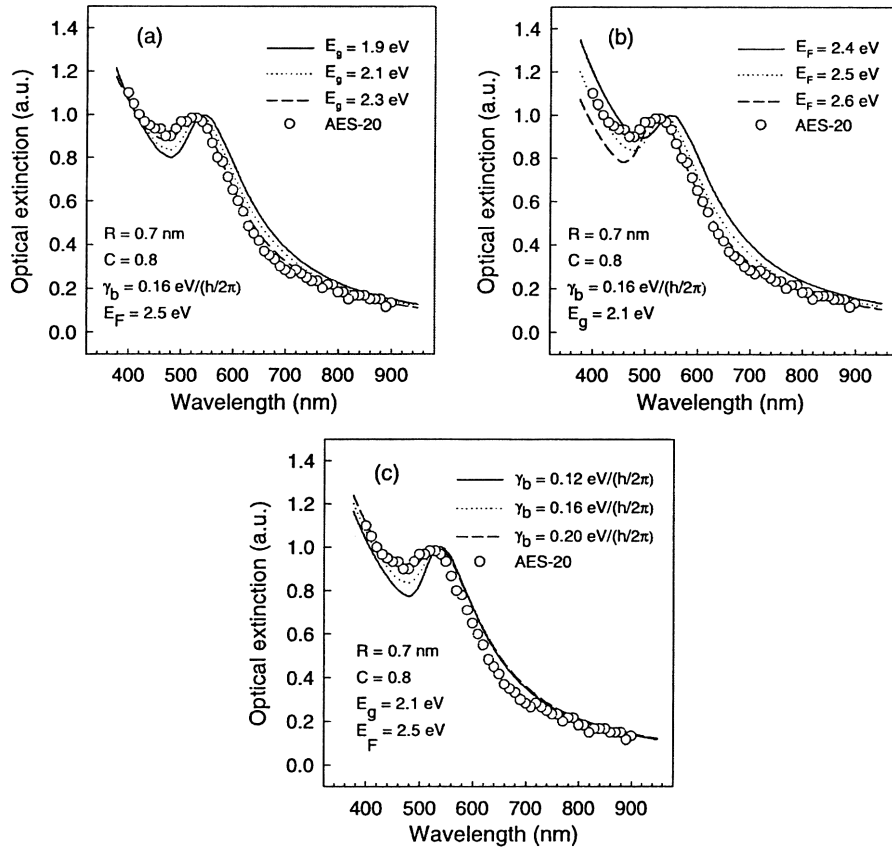 (a)
E_g = 1.9 eV
E_g = 2.1 eV
E_g = 2.3 eV
AES-20
R = 0.7 nm
C = 0.8
γ_b = 0.16 eV/(h/2π)
E_F = 2.5 eV
Optical extinction (a.u.)
1.4
1.2
1.0
0.8
0.6
0.4
0.2
0.0
400 500 600 700 800 900
Wavelength (nm)
(b)
E_F = 2.4 eV
E_F = 2.5 eV
E_F = 2.6 eV
AES-20
R = 0.7 nm
C = 0.8
γ_b = 0.16 eV/(h/2π)
E_g = 2.1 eV
Optical extinction (a.u.)
1.4
1.2
1.0
0.8
0.6
0.4
0.2
0.0
400 500 600 700 800 900
Wavelength (nm)
(c)
γ_b = 0.12 eV/(h/2π)
γ_b = 0.16 eV/(h/2π)
γ_b = 0.20 eV/(h/2π)
AES-20
R = 0.7 nm
C = 0.8
E_g = 2.1 eV
E_F = 2.5 eV
Optical extinction (a.u.)
1.4
1.2
1.0
0.8
0.6
0.4
0.2
0.0
400 500 600 700 800 900
Wavelength (nm)